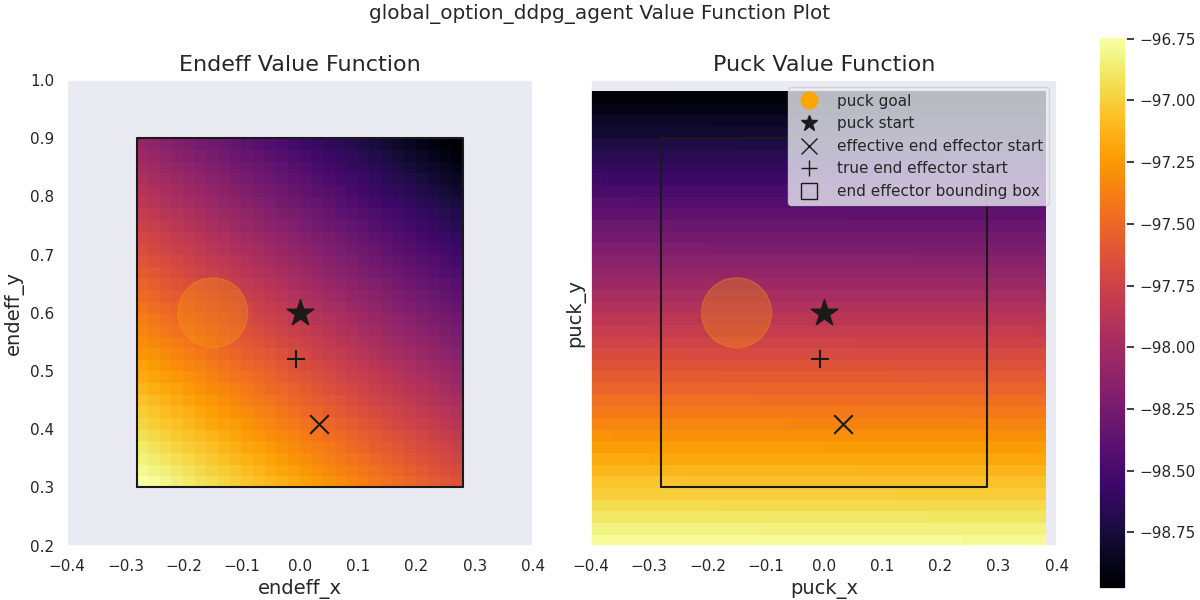 global_option_ddpg_agent Value Function Plot
Endeff Value Function
1.0
0.9
0.8
0.7
0.6
0.5
0.4
0.3
0.2
endeff_y
−0.4 −0.3 −0.2 −0.1 0.0 0.1 0.2 0.3 0.4
endeff_x
Puck Value Function
puck goal
puck start
effective end effector start
true end effector start
end effector bounding box
puck_y
−0.4 −0.3 −0.2 −0.1 0.0 0.1 0.2 0.3 0.4
puck_x
−96.75
−97.00
−97.25
−97.50
−97.75
−98.00
−98.25
−98.50
−98.75